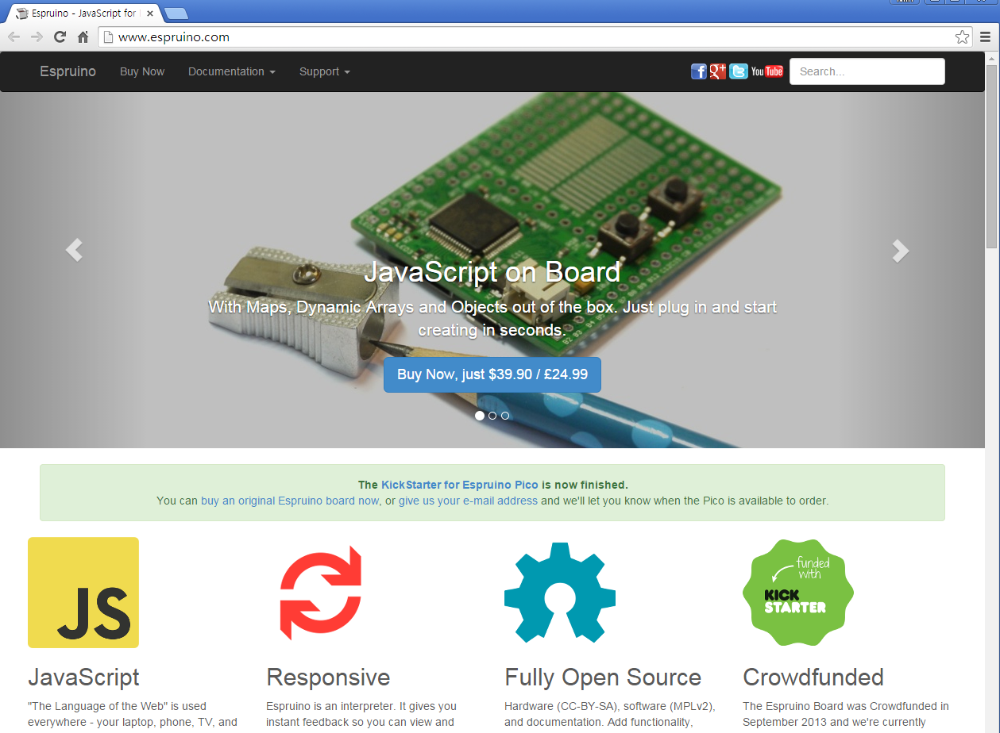 Espruino - JavaScript for
www.espruino.com
Espruino Buy Now Documentation Support You Tube Search...
JavaScript on Board
With Maps, Dynamic Arrays and Objects out of the box. Just plug in and start
creating in seconds.
Buy Now, just $39.90 / £24.99
The KickStarter for Espruino Pico is now finished.
You can buy an original Espruino board now, or give us your e-mail address and we'll let you know when the Pico is available to order.
JS
funded
with
KICK
STARTER
JavaScript
"The Language of the Web" is used
everywhere - your laptop, phone, TV, and
Responsive
Espruino is an interpreter. It gives you
instant feedback so you can view and
Fully Open Source
Hardware (CC-BY-SA), software (MPLv2),
and documentation. Add functionality,
Crowdfunded
The Espruino Board was Crowdfunded in
September 2013 and we're currently